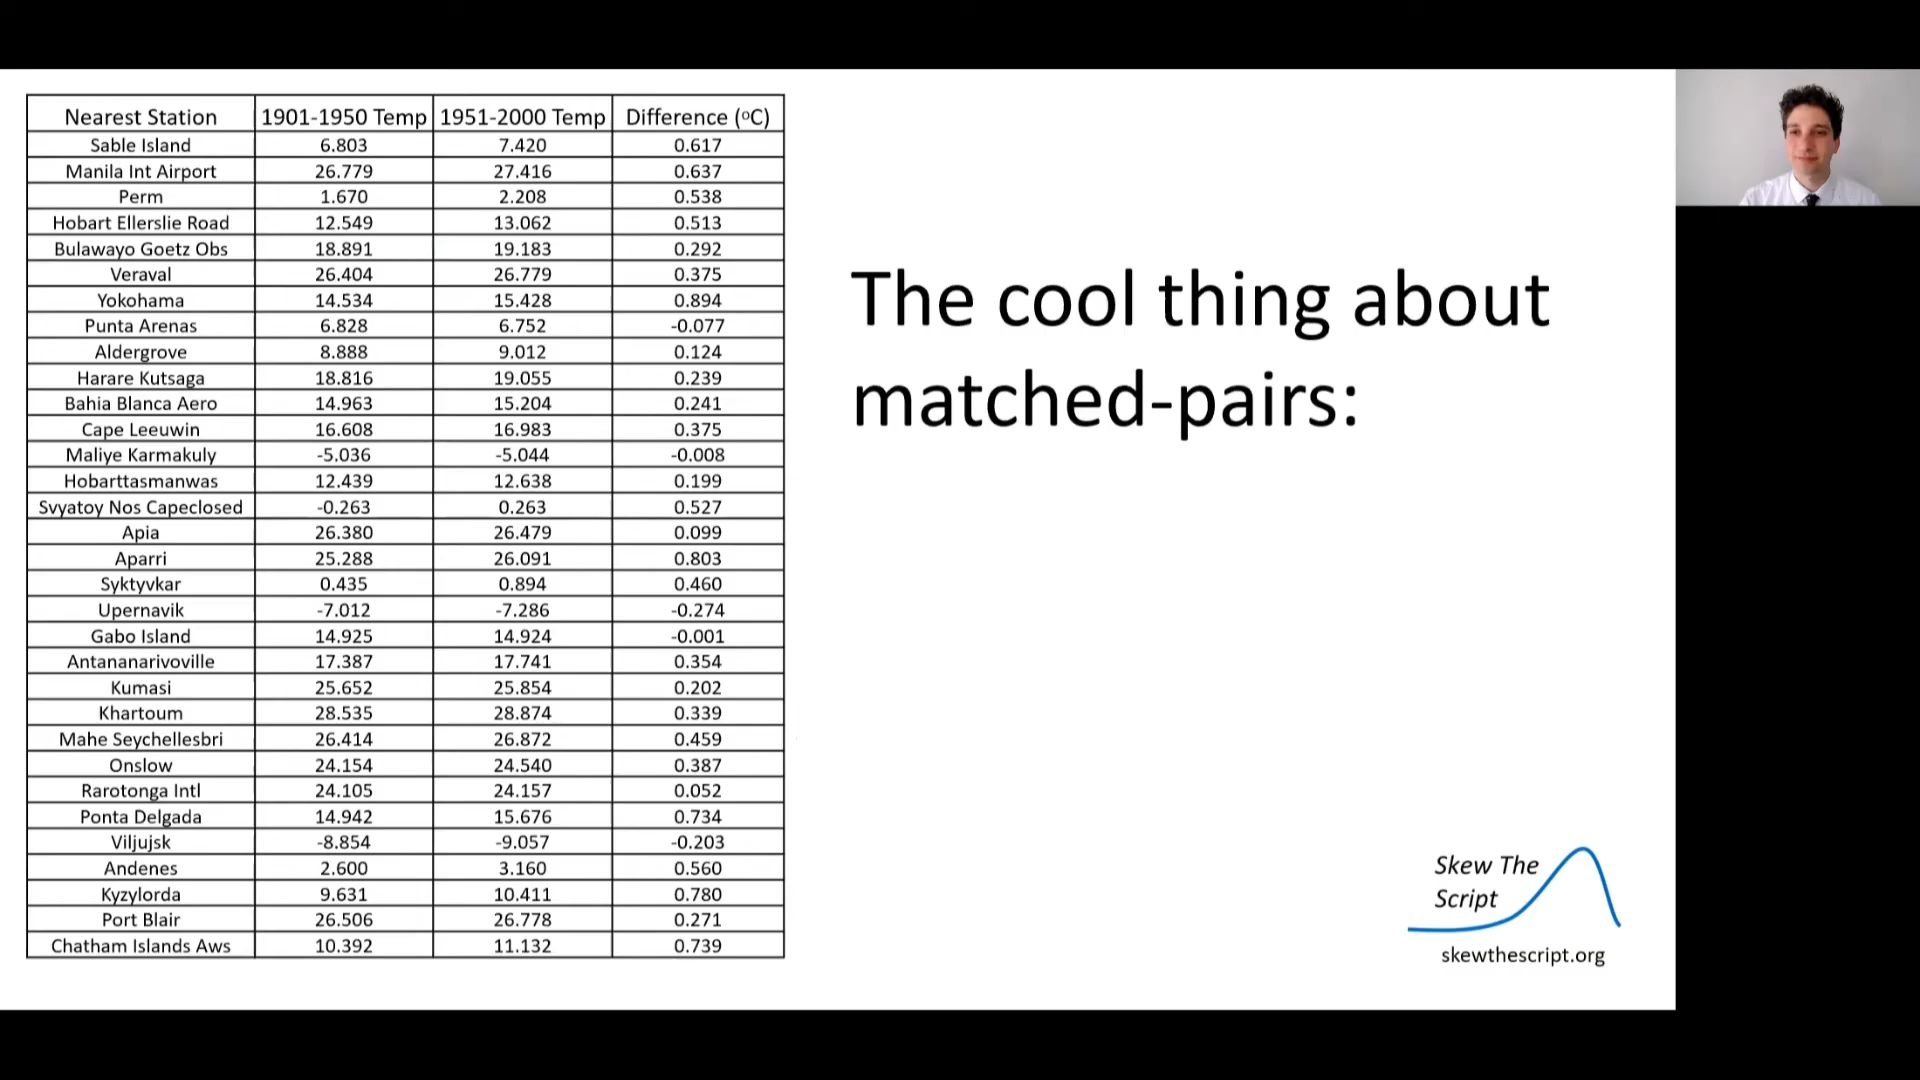 Nearest Station 1901-1950 Temp 1951-2000 Temp Difference (ºC)
Sable Island 6.803 7.420 0.617
Manila Int Airport 26.779 27.416 0.637
Perm 1.670 2.208 0.538
Hobart Ellerslie Road 12.549 13.062 0.513
Bulawayo Goetz Obs 18.891 19.183 0.292
Veraval 26.404 26.779 0.375
Yokohama 14.534 15.428 0.894
Punta Arenas 6.828 6.752 -0.077
Aldergrove 8.888 9.012 0.124
Harare Kutsaga 18.816 19.055 0.239
Bahia Blanca Aero 14.963 15.204 0.241
Cape Leeuwin 16.608 16.983 0.375
Maliye Karmakuly -5.036 -5.044 -0.008
Hobarttasmanwas 12.439 12.638 0.199
Svyatoy Nos Capeclosed -0.263 0.263 0.527
Apia 26.380 26.479 0.099
Aparri 25.288 26.091 0.803
Syktyvkar 0.435 0.894 0.460
Upernavik -7.012 -7.286 -0.274
Gabo Island 14.925 14.924 -0.001
Antananarivoville 17.387 17.741 0.354
Kumasi 25.652 25.854 0.202
Khartoum 28.535 28.874 0.339
Mahe Seychellesbri 26.414 26.872 0.459
Onslow 24.154 24.540 0.387
Rarotonga Intl 24.105 24.157 0.052
Ponta Delgada 14.942 15.676 0.734
Viljujsk -8.854 -9.057 -0.203
Andenes 2.600 3.160 0.560
Kyzylorda 9.631 10.411 0.780
Port Blair 26.506 26.778 0.271
Chatham Islands Aws 10.392 11.132 0.739
The cool thing about
matched-pairs:
Skew The
Script
skewthescript.org